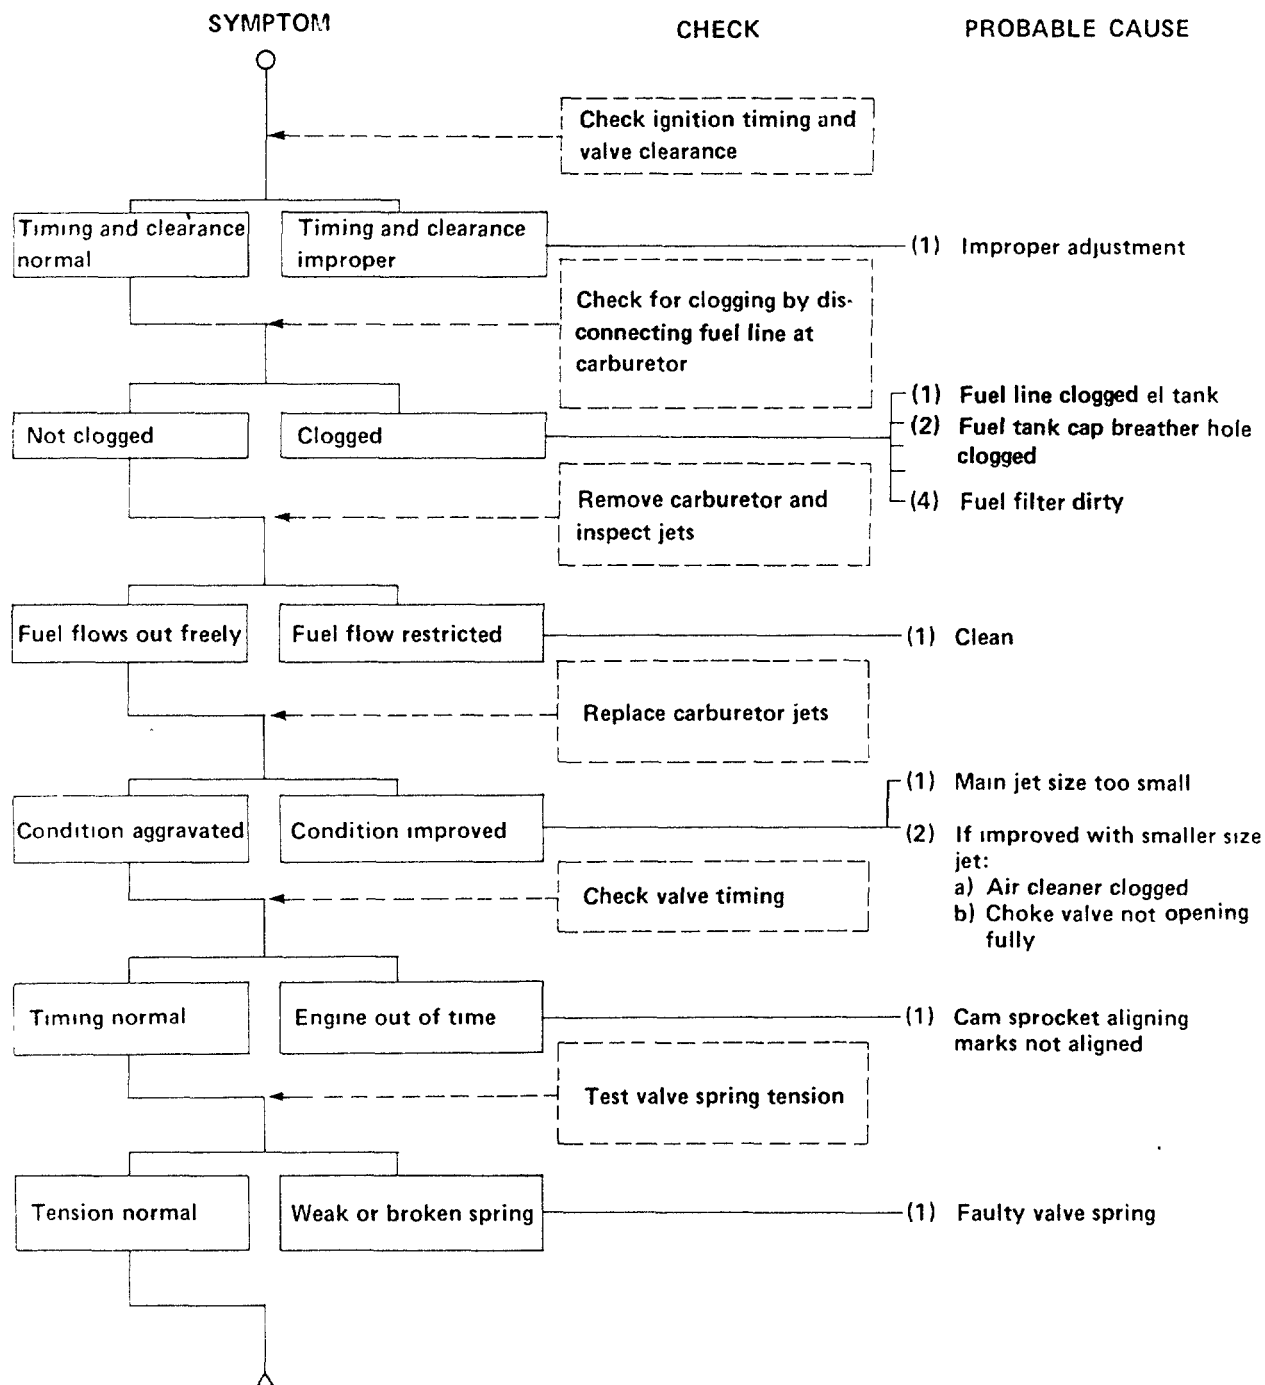 SYMPTOM
CHECK
PROBABLE CAUSE
Check ignition timing and
valve clearance
Timing and clearance
normal
Timing and clearance
improper
(1) Improper adjustment
Check for clogging by dis-
connecting fuel line at
carburetor
Not clogged
Clogged
(1) Fuel line clogged el tank
(2) Fuel tank cap breather hole
clogged
(4) Fuel filter dirty
Remove carburetor and
inspect jets
Fuel flows out freely
Fuel flow restricted
(1) Clean
Replace carburetor jets
Condition aggravated
Condition improved
(1) Main jet size too small
(2) If improved with smaller size
jet:
a) Air cleaner clogged
b) Choke valve not opening
fully
Check valve timing
Timing normal
Engine out of time
(1) Cam sprocket aligning
marks not aligned
Test valve spring tension
Tension normal
Weak or broken spring
(1) Faulty valve spring